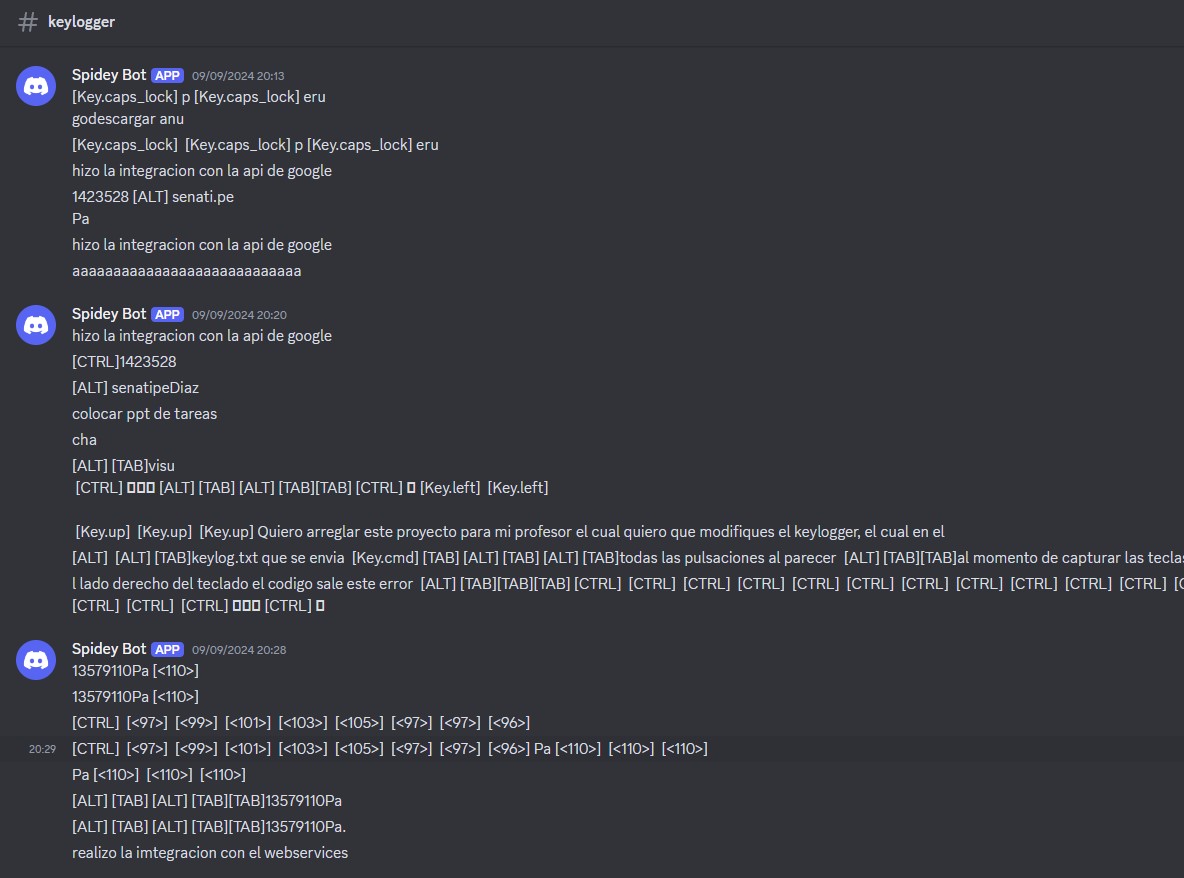 # keylogger
Spidey Bot APP 09/09/2024 20:13
[Key.caps_lock] p [Key.caps_lock] eru
godescargar anu
[Key.caps_lock] [Key.caps_lock] p [Key.caps_lock] eru
hizo la integracion con la api de google
1423528 [ALT] senati.pe
Pa
hizo la integracion con la api de google
aaaaaaaaaaaaaaaaaaaaaaaaaaaa
Spidey Bot APP 09/09/2024 20:20
hizo la integracion con la api de google
[CTRL]1423528
[ALT] senatipeDiaz
colocar ppt de tareas
cha
[ALT] [TAB]visu
[CTRL] ▯▯▯ [ALT] [TAB] [ALT] [TAB][TAB] [CTRL] ▯ [Key.left] [Key.left]
[Key.up] [Key.up] [Key.up] Quiero arreglar este proyecto para mi profesor el cual quiero que modifiques el keylogger, el cual en el
[ALT] [ALT] [TAB]keylog.txt que se envia [Key.cmd] [TAB] [ALT] [TAB] [ALT] [TAB]todas las pulsaciones al parecer [ALT] [TAB][TAB]al momento de capturar las teclas
l lado derecho del teclado el codigo sale este error [ALT] [TAB][TAB][TAB] [CTRL] [CTRL] [CTRL] [CTRL] [CTRL] [CTRL] [CTRL] [CTRL] [CTRL] [CTRL] [CTRL]
[CTRL] [CTRL] [CTRL] ▯▯▯ [CTRL] ▯
Spidey Bot APP 09/09/2024 20:28
13579110Pa [<110>]
13579110Pa [<110>]
[CTRL] [<97>] [<99>] [<101>] [<103>] [<105>] [<97>] [<97>] [<96>]
20:29 [CTRL] [<97>] [<99>] [<101>] [<103>] [<105>] [<97>] [<97>] [<96>] Pa [<110>] [<110>] [<110>]
Pa [<110>] [<110>] [<110>]
[ALT] [TAB] [ALT] [TAB][TAB]13579110Pa
[ALT] [TAB] [ALT] [TAB][TAB]13579110Pa.
realizo la imtegracion con el webservices